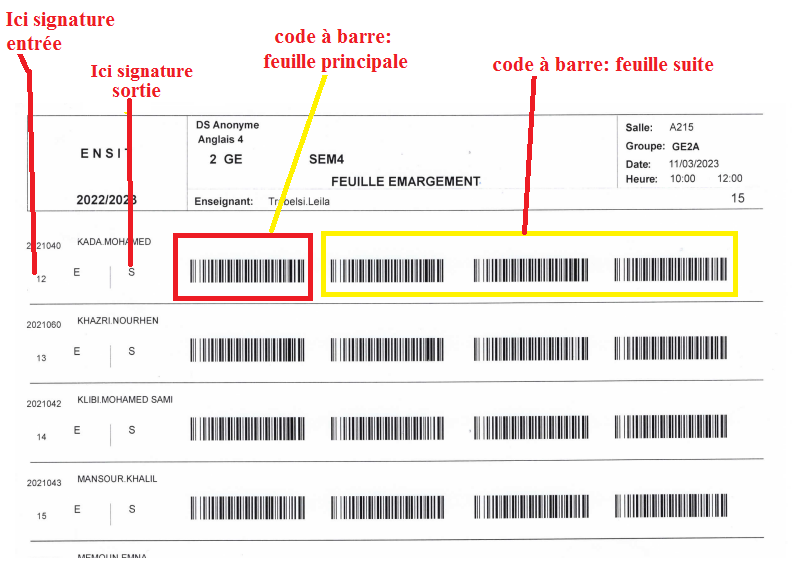 Ici signature
entrée
Ici signature
sortie
code à barre:
feuille principale
code à barre: feuille suite
ENSIT
2022/2023
DS Anonyme
Anglais 4
2 GE SEM4
FEUILLE EMARGEMENT
Enseignant: Trabelsi.Leila
Salle: A215
Groupe: GE2A
Date: 11/03/2023
Heure: 10:00 12:00
15
2021040 KADA.MOHAMED
12 E S
2021060 KHAZRI.NOURHEN
13 E S
2021042 KLIBI.MOHAMED SAMI
14 E S
2021043 MANSOUR.KHALIL
15 E S
MEMOUN.EMNA